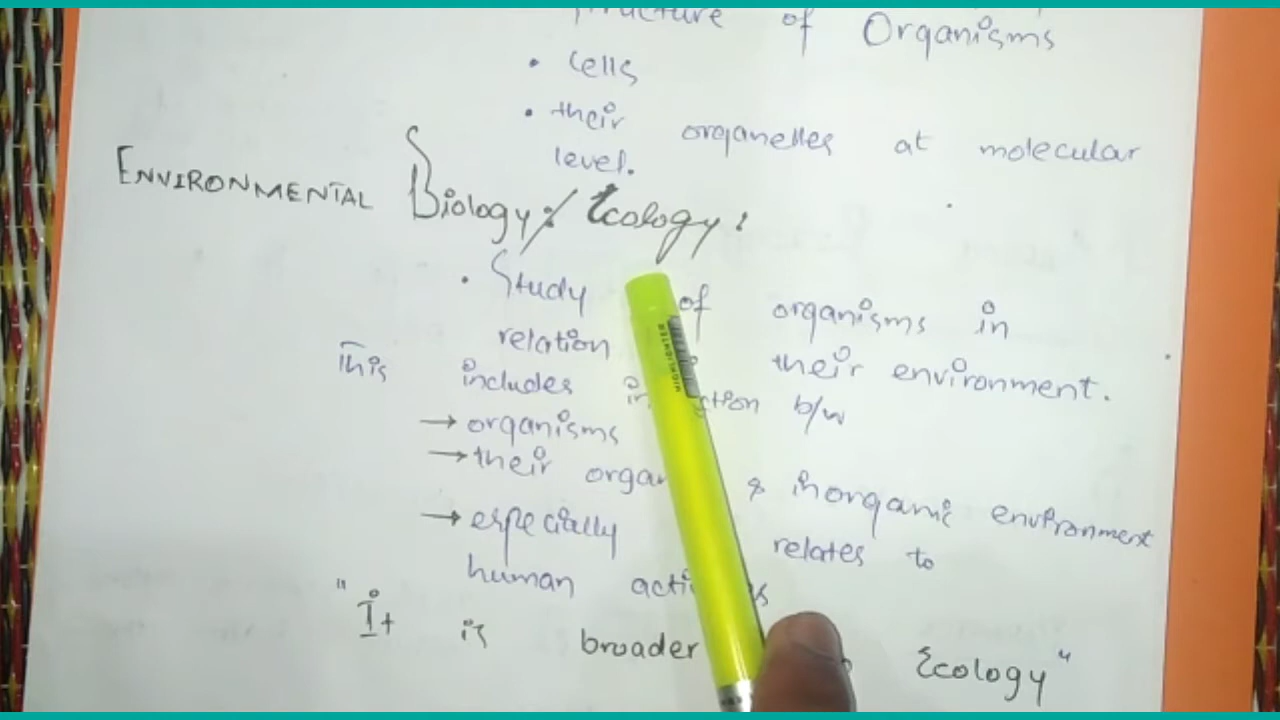 of Organisms
• cells
• their organelles at molecular
level.
ENVIRONMENTAL Biology:/Ecology:
• Study of organisms in
relation their environment.
This includes b/w
→ organisms
→ their & inorganic environment
→ especially relates to
human
"It is broader Ecology"
HIGHLIGHTER